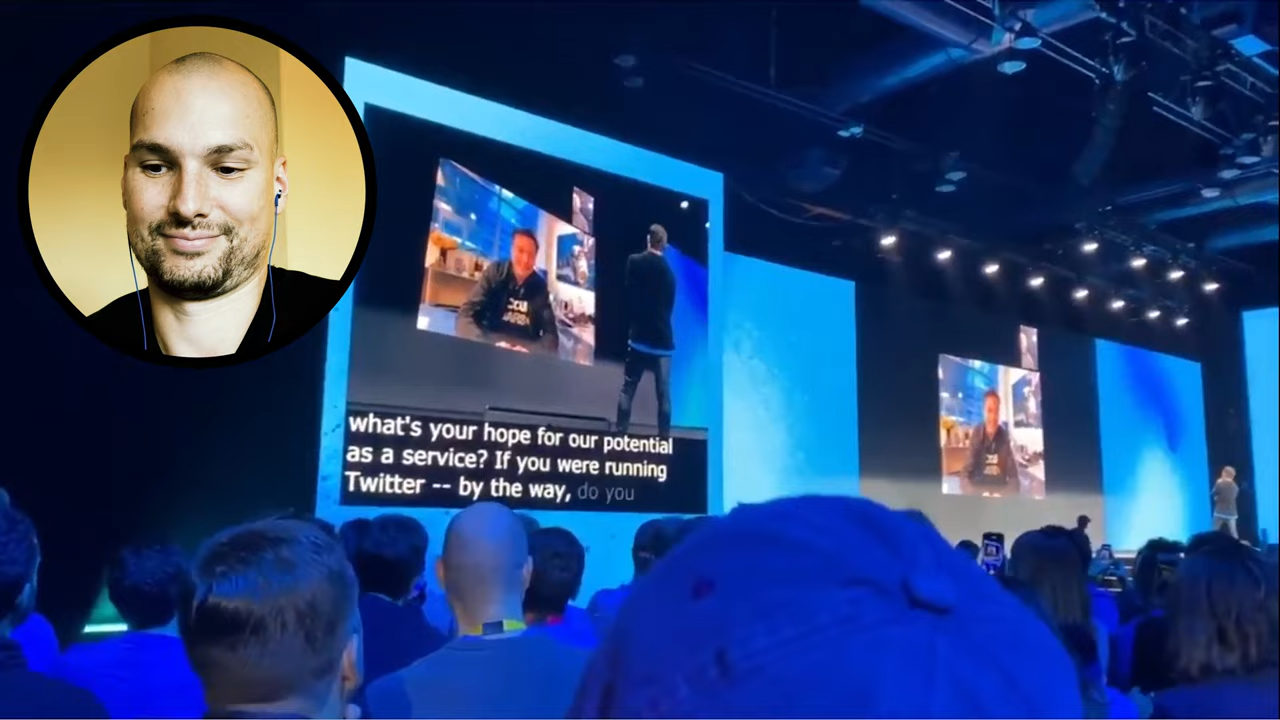 what's your hope for our potential
as a service? If you were running
Twitter -- by the way, do you